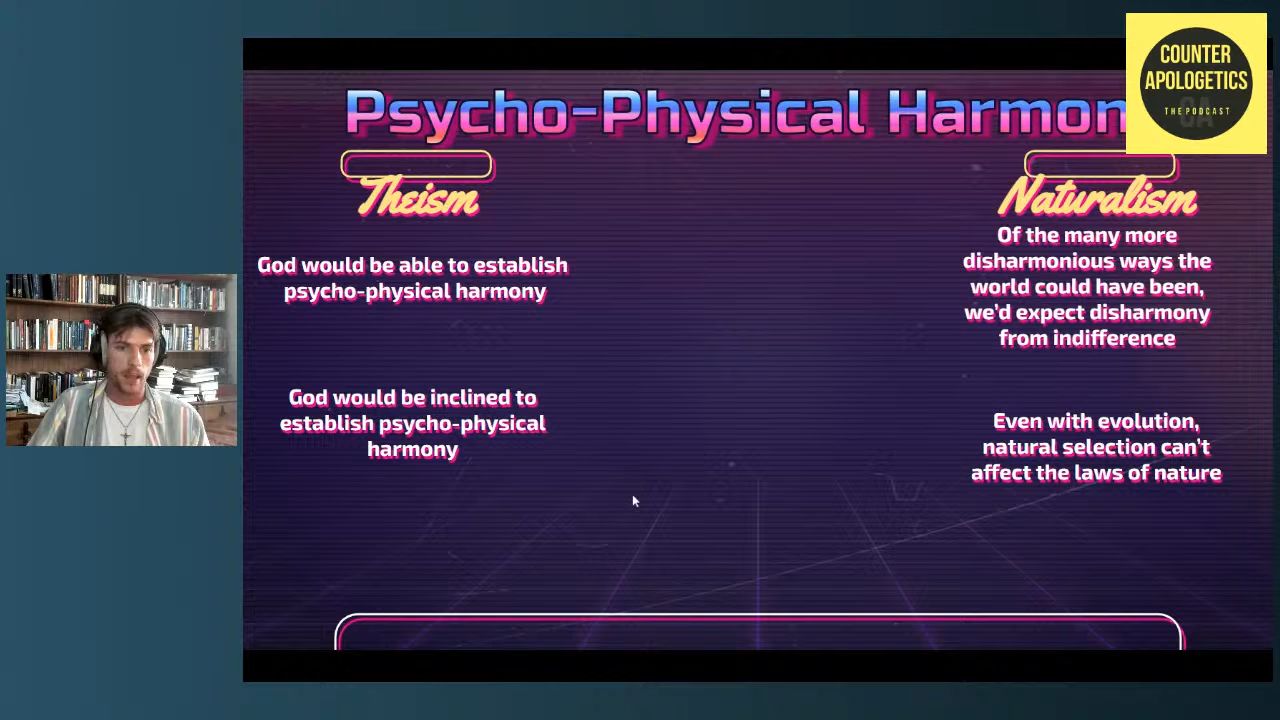 COUNTER
APOLOGETICS
THE PODCAST
Psycho-Physical Harmon
Theism
Naturalism
God would be able to establish
psycho-physical harmony
God would be inclined to
establish psycho-physical
harmony
Of the many more
disharmonious ways the
world could have been,
we'd expect disharmony
from indifference
Even with evolution,
natural selection can't
affect the laws of nature